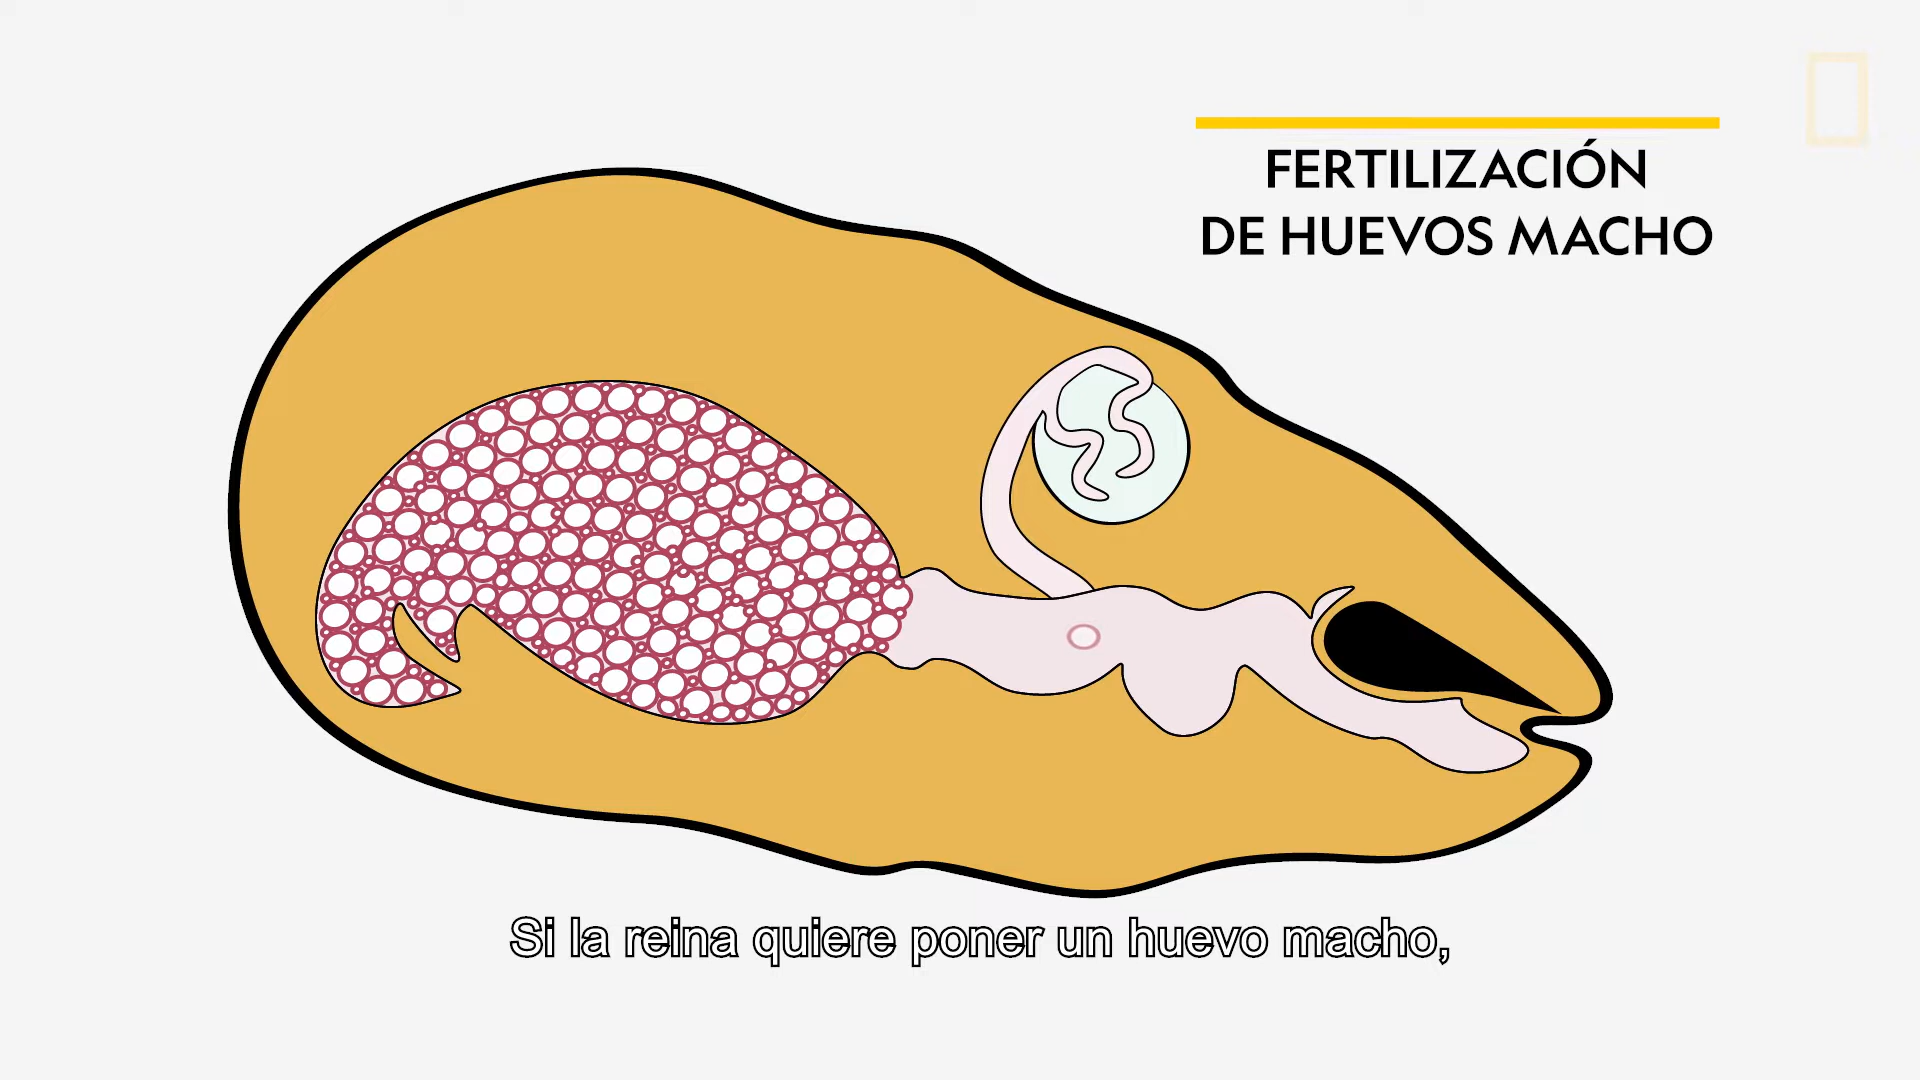 FERTILIZACIÓN
DE HUEVOS MACHO
Si la reina quiere poner un huevo macho,